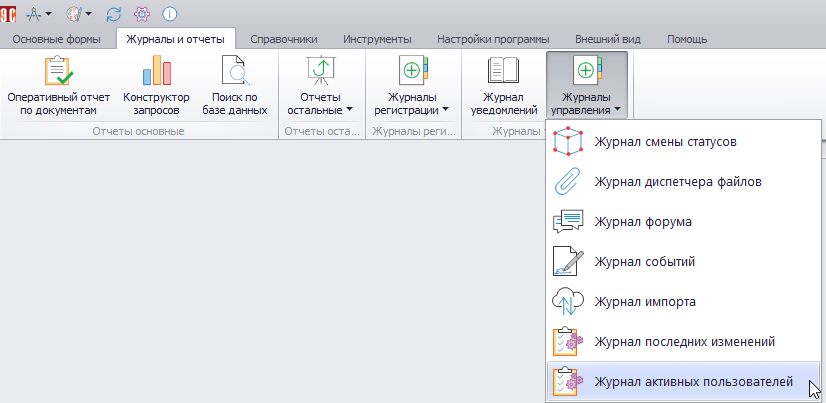 Основные формы Журналы и отчеты Справочники Инструменты Настройки программы Внешний вид Помощь
Оперативный отчет по документам
Конструктор запросов
Поиск по базе данных
Отчеты остальные
Журналы регистрации
Журнал уведомлений
Журналы управления
Отчеты основные Отчеты оста... Журналы реги... Журналы
Журнал смены статусов
Журнал диспетчера файлов
Журнал форума
Журнал событий
Журнал импорта
Журнал последних изменений
Журнал активных пользователей